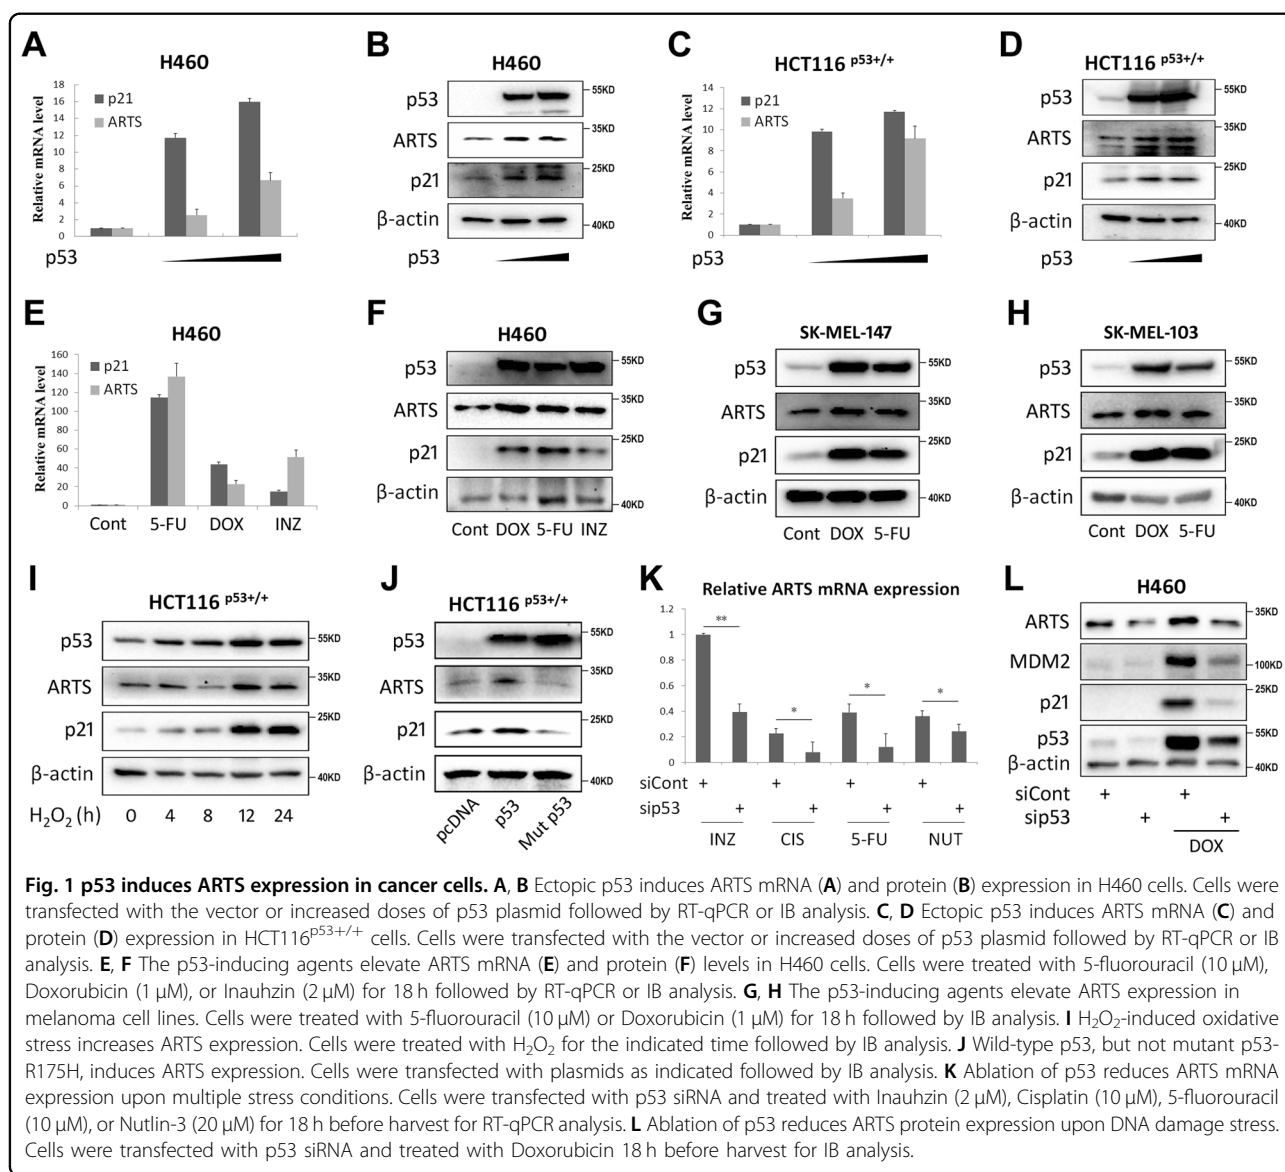 A
H460
Relative mRNA level
18
16
14
12
10
8
6
4
2
0
p21
ARTS
p53
B
H460
p53
ARTS
p21
β-actin
55KD
35KD
25KD
40KD
p53
C
HCT116 p53+/+
Relative mRNA level
14
12
10
8
6
4
2
0
p21
ARTS
p53
D
HCT116 p53+/+
p53
ARTS
p21
β-actin
55KD
35KD
25KD
40KD
p53
E
H460
Relative mRNA level
160
140
120
100
80
60
40
20
0
p21
ARTS
Cont 5-FU DOX INZ
F
H460
p53
ARTS
p21
β-actin
55KD
35KD
25KD
40KD
Cont DOX 5-FU INZ
G
SK-MEL-147
p53
ARTS
p21
β-actin
55KD
35KD
25KD
40KD
Cont DOX 5-FU
H
SK-MEL-103
p53
ARTS
p21
β-actin
55KD
35KD
25KD
40KD
Cont DOX 5-FU
I
HCT116 p53+/+
p53
ARTS
p21
β-actin
55KD
35KD
25KD
40KD
H₂O₂ (h) 0 4 8 12 24
J
HCT116 p53+/+
p53
ARTS
p21
β-actin
55KD
35KD
25KD
40KD
pcDNA p53 Mut p53
K
Relative ARTS mRNA expression
1.2
1
0.8
0.6
0.4
0.2
0
** * * *
siCont + + + +
sip53 + + + +
INZ CIS 5-FU NUT
L
H460
ARTS
MDM2
p21
p53
β-actin
35KD
100KD
25KD
55KD
40KD
siCont + +
sip53 + +
DOX
Fig. 1 p53 induces ARTS expression in cancer cells. A, B Ectopic p53 induces ARTS mRNA (A) and protein (B) expression in H460 cells. Cells were
transfected with the vector or increased doses of p53 plasmid followed by RT-qPCR or IB analysis. C, D Ectopic p53 induces ARTS mRNA (C) and
protein (D) expression in HCT116p53+/+ cells. Cells were transfected with the vector or increased doses of p53 plasmid followed by RT-qPCR or IB
analysis. E, F The p53-inducing agents elevate ARTS mRNA (E) and protein (F) levels in H460 cells. Cells were treated with 5-fluorouracil (10 μM),
Doxorubicin (1 μM), or Inauhzin (2 μM) for 18 h followed by RT-qPCR or IB analysis. G, H The p53-inducing agents elevate ARTS expression in
melanoma cell lines. Cells were treated with 5-fluorouracil (10 μM) or Doxorubicin (1 μM) for 18 h followed by IB analysis. I H₂O₂-induced oxidative
stress increases ARTS expression. Cells were treated with H₂O₂ for the indicated time followed by IB analysis. J Wild-type p53, but not mutant p53-
R175H, induces ARTS expression. Cells were transfected with plasmids as indicated followed by IB analysis. K Ablation of p53 reduces ARTS mRNA
expression upon multiple stress conditions. Cells were transfected with p53 siRNA and treated with Inauhzin (2 μM), Cisplatin (10 μM), 5-fluorouracil
(10 μM), or Nutlin-3 (20 μM) for 18 h before harvest for RT-qPCR analysis. L Ablation of p53 reduces ARTS protein expression upon DNA damage stress.
Cells were transfected with p53 siRNA and treated with Doxorubicin 18 h before harvest for IB analysis.